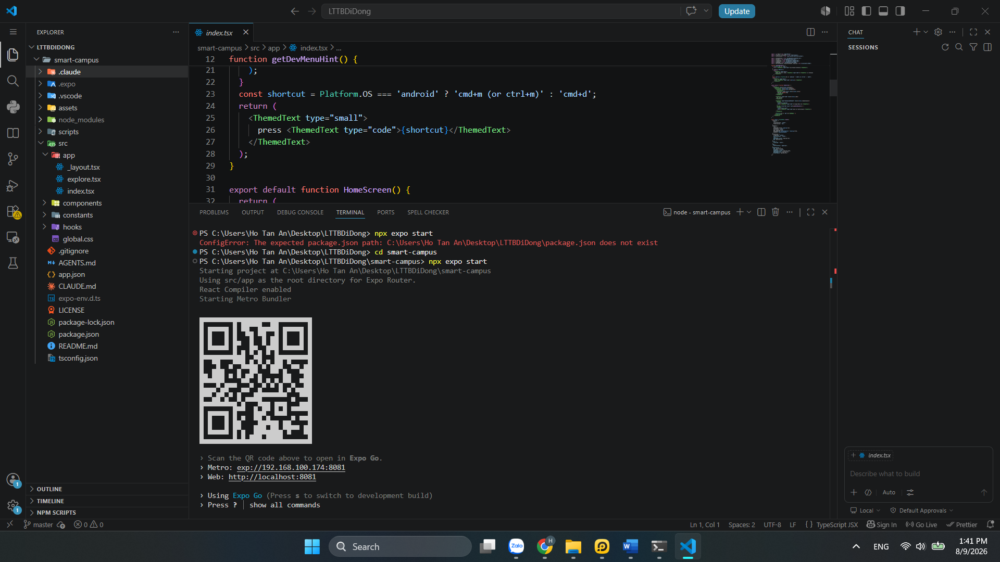 LTTBDiDong
Update
EXPLORER
LTTBDIDONG
smart-campus
.claude
.expo
.vscode
assets
node_modules
scripts
src
app
_layout.tsx
explore.tsx
index.tsx
components
constants
hooks
global.css
.gitignore
AGENTS.md
app.json
CLAUDE.md
expo-env.d.ts
LICENSE
package-lock.json
package.json
README.md
tsconfig.json
OUTLINE
TIMELINE
NPM SCRIPTS
index.tsx
smart-campus > src > app > index.tsx > ...
12 function getDevMenuHint() {
21 );
22 }
23 const shortcut = Platform.OS === 'android' ? 'cmd+m (or ctrl+m)' : 'cmd+d';
24 return (
25 <ThemedText type="small">
26 press <ThemedText type="code">{shortcut}</ThemedText>
27 </ThemedText>
28 );
29 }
30
31 export default function HomeScreen() {
32 return (
PROBLEMS OUTPUT DEBUG CONSOLE TERMINAL PORTS SPELL CHECKER
node - smart-campus
PS C:\Users\Ho Tan An\Desktop\LTTBDiDong> npx expo start
ConfigError: The expected package.json path: C:\Users\Ho Tan An\Desktop\LTTBDiDong\package.json does not exist
PS C:\Users\Ho Tan An\Desktop\LTTBDiDong> cd smart-campus
PS C:\Users\Ho Tan An\Desktop\LTTBDiDong\smart-campus> npx expo start
Starting project at C:\Users\Ho Tan An\Desktop\LTTBDiDong\smart-campus
Using src/app as the root directory for Expo Router.
React Compiler enabled
Starting Metro Bundler
› Scan the QR code above to open in Expo Go.
› Metro: exp://192.168.100.174:8081
› Web: http://localhost:8081
› Using Expo Go (Press s to switch to development build)
› Press ? │ show all commands
CHAT
SESSIONS
index.tsx
Describe what to build
Auto
Local
Default Approvals
master
0 0
Ln 1, Col 1
Spaces: 2
UTF-8
LF
{ } TypeScript JSX
Sign In
Go Live
Prettier
Search
Zalo
ENG
1:41 PM
8/9/2026